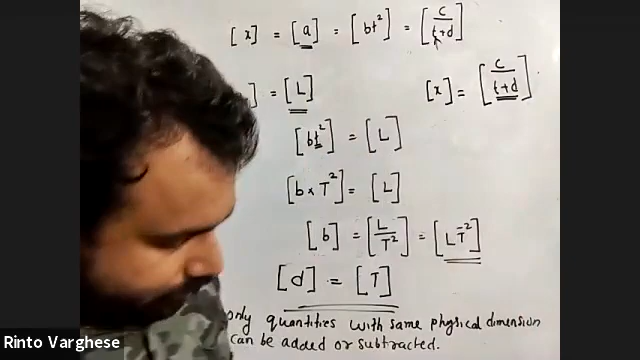 [x] = [a] = [bt²] = [c/(t+d)]
] = [L] [x] = [c/(t+d)]
[bt²] = [L]
[b × T²] = [L]
[b] = [L/T²] = [LT⁻²]
[d] = [T]
only quantities with same physical dimension
can be added or subtracted.
Rinto Varghese